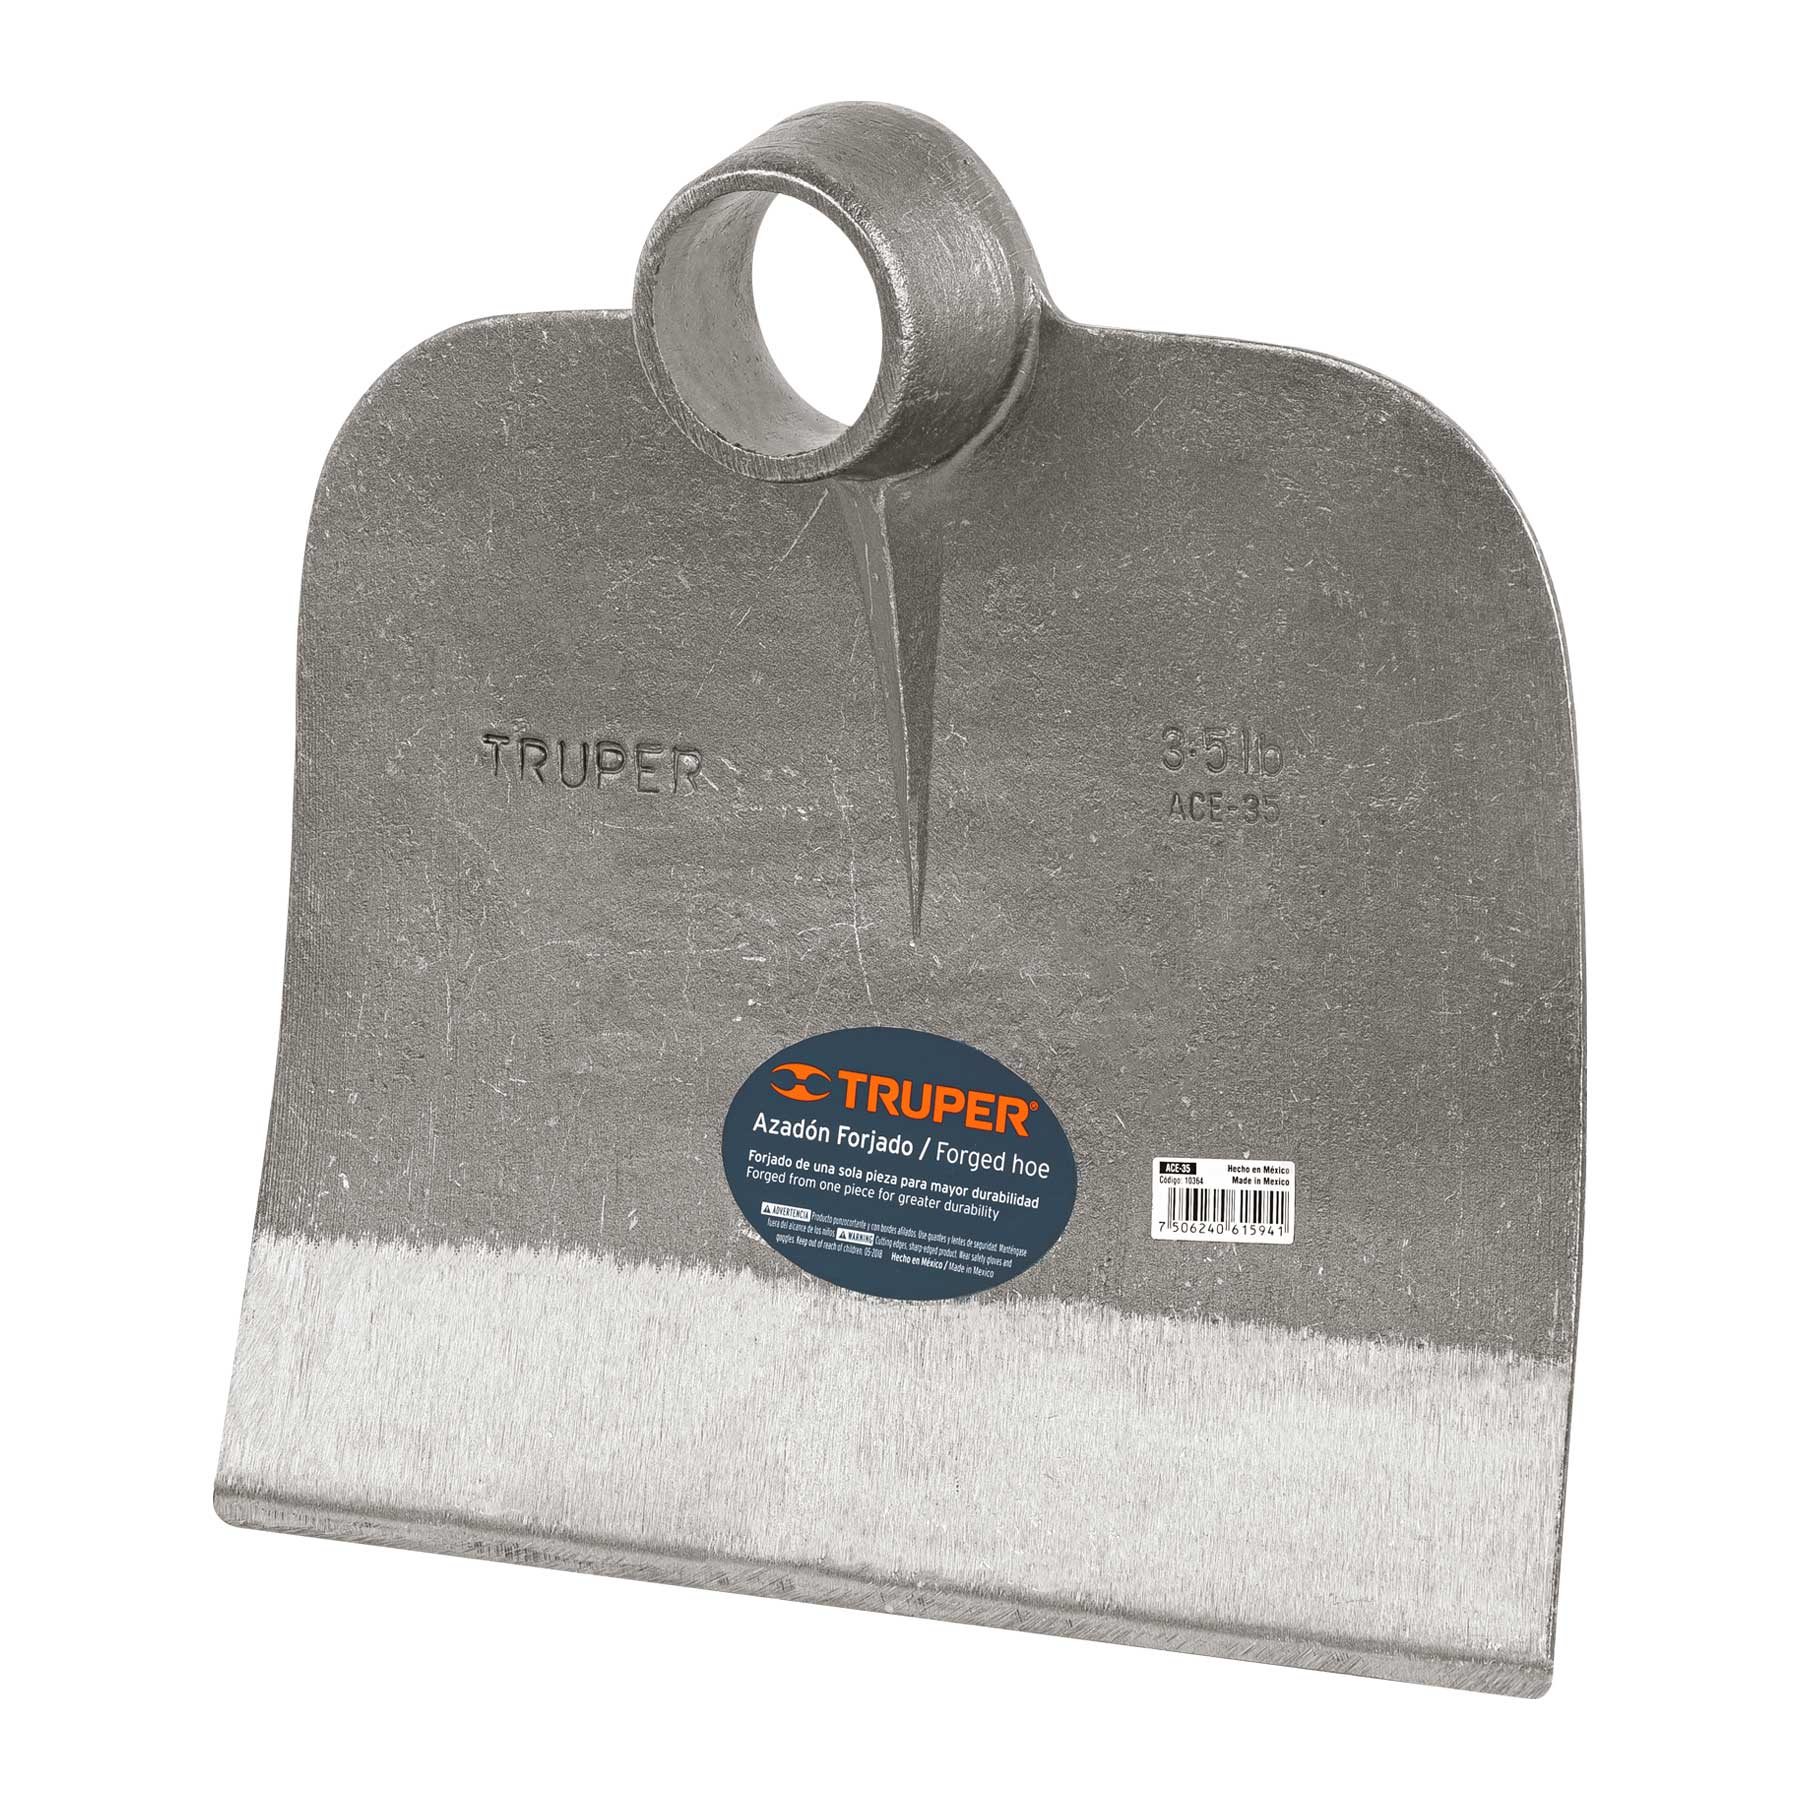 TRUPER
3.5 lb
ACE-35
TRUPER®
Azadón Forjado / Forged hoe
Forjado de una sola pieza para mayor durabilidad
Forged from one piece for greater durability
ADVERTENCIA Producto punzocortante y con bordes afilados. Use guantes y lentes de seguridad. Manténgase
fuera del alcance de los niños. WARNING Cutting edges, sharp-edged product. Wear safety gloves and
goggles. Keep out of reach of children. 05-2018 Hecho en México / Made in Mexico
ACE-35 Hecho en México
Código: 10364 Made in Mexico
7 506240 615941